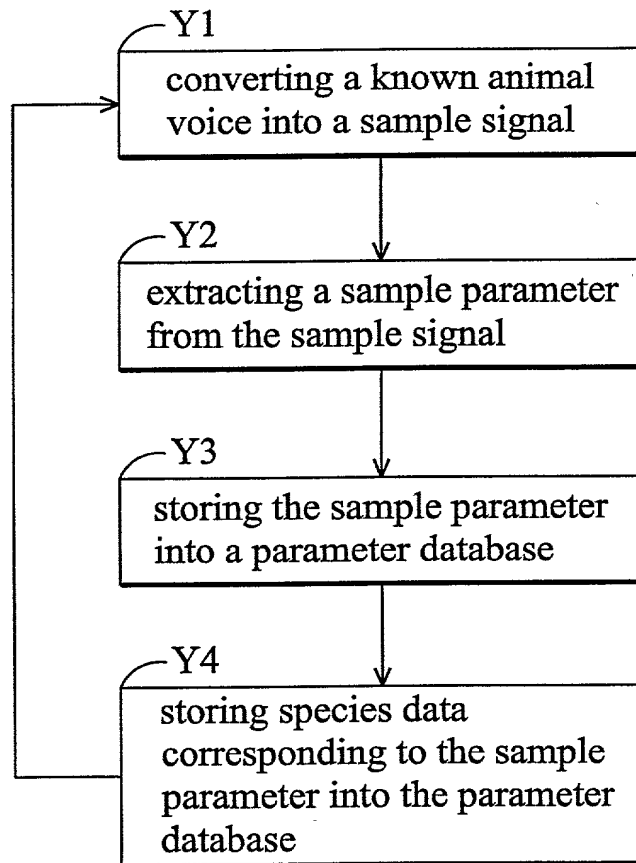 Y1
converting a known animal
voice into a sample signal
Y2
extracting a sample parameter
from the sample signal
Y3
storing the sample parameter
into a parameter database
Y4
storing species data
corresponding to the sample
parameter into the parameter
database